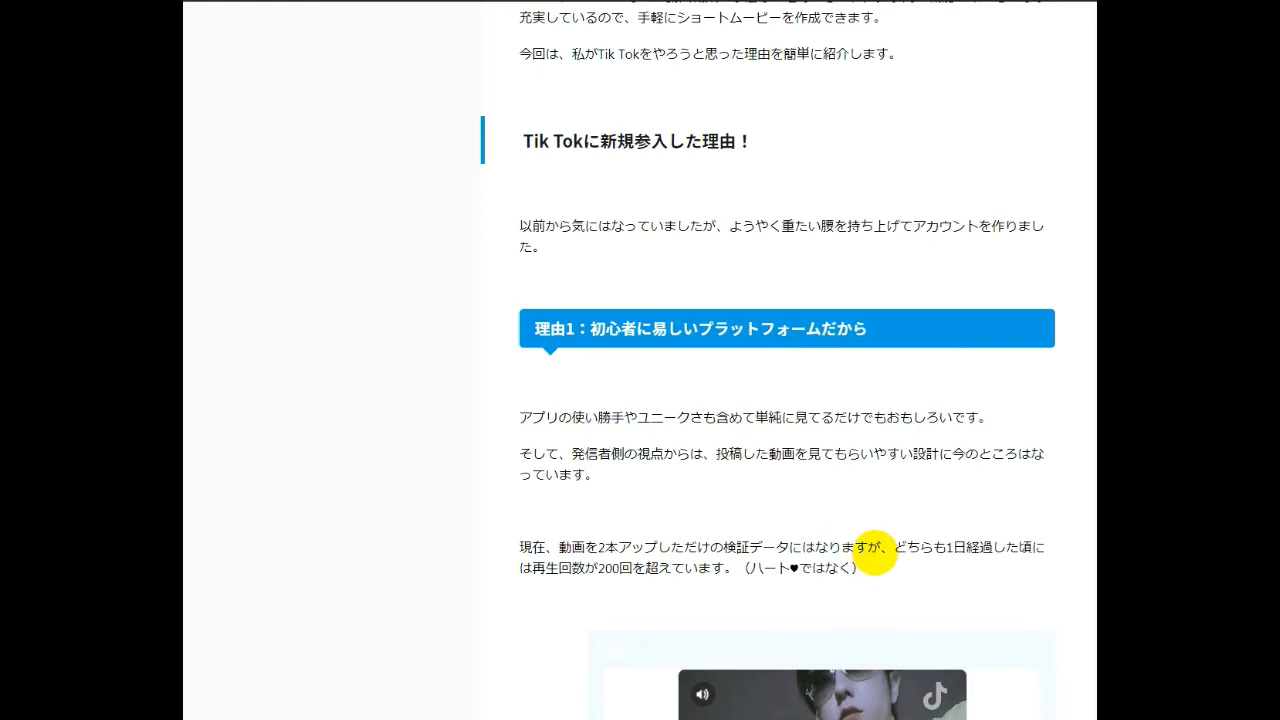 充実しているので、手軽にショートムービーを作成できます。
今回は、私がTik Tokをやろうと思った理由を簡単に紹介します。
Tik Tokに新規参入した理由！
以前から気にはなっていましたが、ようやく重たい腰を持ち上げてアカウントを作りまし
た。
理由1：初心者に易しいプラットフォームだから
アプリの使い勝手やユニークさも含めて単純に見てるだけでもおもしろいです。
そして、発信者側の視点からは、投稿した動画を見てもらいやすい設計に今のところはな
っています。
現在、動画を2本アップしただけの検証データにはなりますが、どちらも1日経過した頃に
は再生回数が200回を超えています。（ハート♥ではなく）